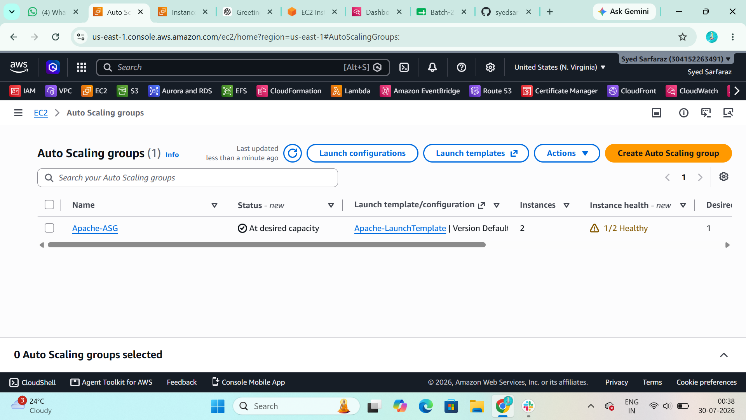 (4) Wha
Auto Sc
Instance
Greetin
EC2 Ins
Dashbo
Batch-2
syedsar
Ask Gemini
us-east-1.console.aws.amazon.com/ec2/home?region=us-east-1#AutoScalingGroups:
aws
Search
[Alt+S]
United States (N. Virginia) ▼
Syed Sarfaraz (304152263491) ▼
Syed Sarfaraz
IAM
VPC
EC2
S3
Aurora and RDS
EFS
CloudFormation
Lambda
Amazon EventBridge
Route 53
Certificate Manager
CloudFront
CloudWatch
EC2
Auto Scaling groups
Auto Scaling groups (1) Info
Last updated
less than a minute ago
Launch configurations
Launch templates
Actions ▼
Create Auto Scaling group
Search your Auto Scaling groups
1
Name
Status - new
Launch template/configuration
Instances
Instance health - new
Desired
Apache-ASG
At desired capacity
Apache-LaunchTemplate | Version Default
2
1/2 Healthy
1
0 Auto Scaling groups selected
CloudShell
Agent Toolkit for AWS
Feedback
Console Mobile App
© 2026, Amazon Web Services, Inc. or its affiliates.
Privacy
Terms
Cookie preferences
3
24°C
Cloudy
Search
ENG
IN
00:38
30-07-2026